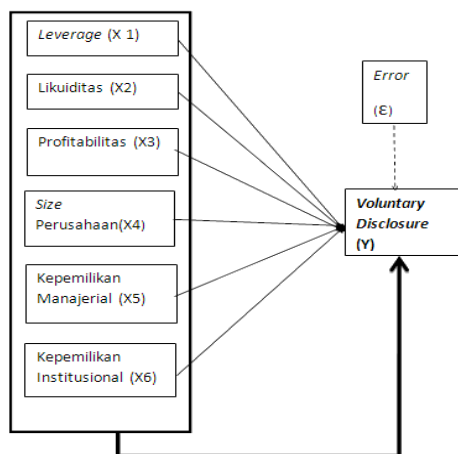 Leverage (X 1)
Likuiditas (X2)
Profitabilitas (X3)
Size
Perusahaan(X4)
Kepemilikan
Manajerial (X5)
Kepemilikan
Institusional (X6)
Error
(Ɛ)
Voluntary
Disclosure
(Y)